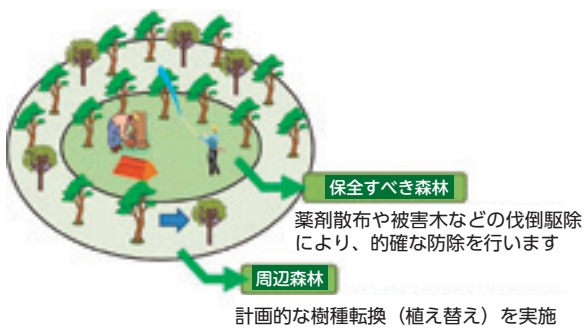 保全すべき森林
薬剤散布や被害木などの伐倒駆除
により、的確な防除を行います
周辺森林
計画的な樹種転換（植え替え）を実施